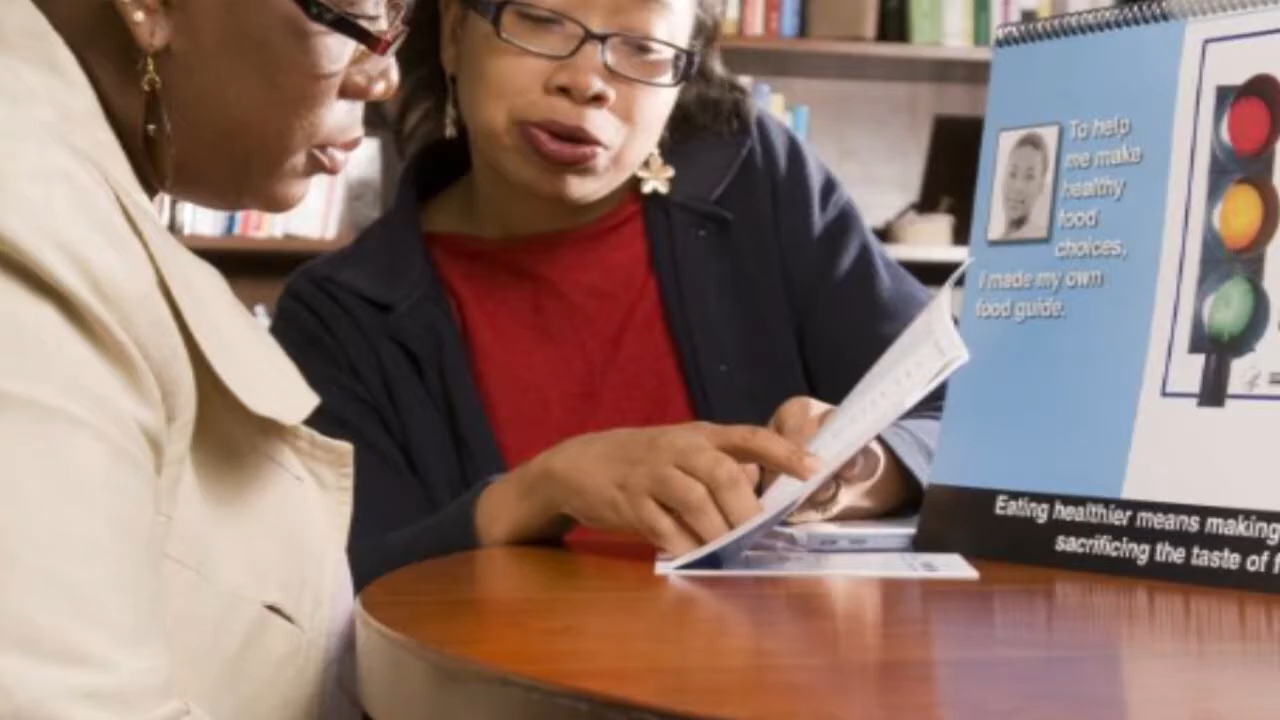 To help
me make
healthy
food
choices,
I made my own
food guide.
Eating healthier means making
sacrificing the taste of